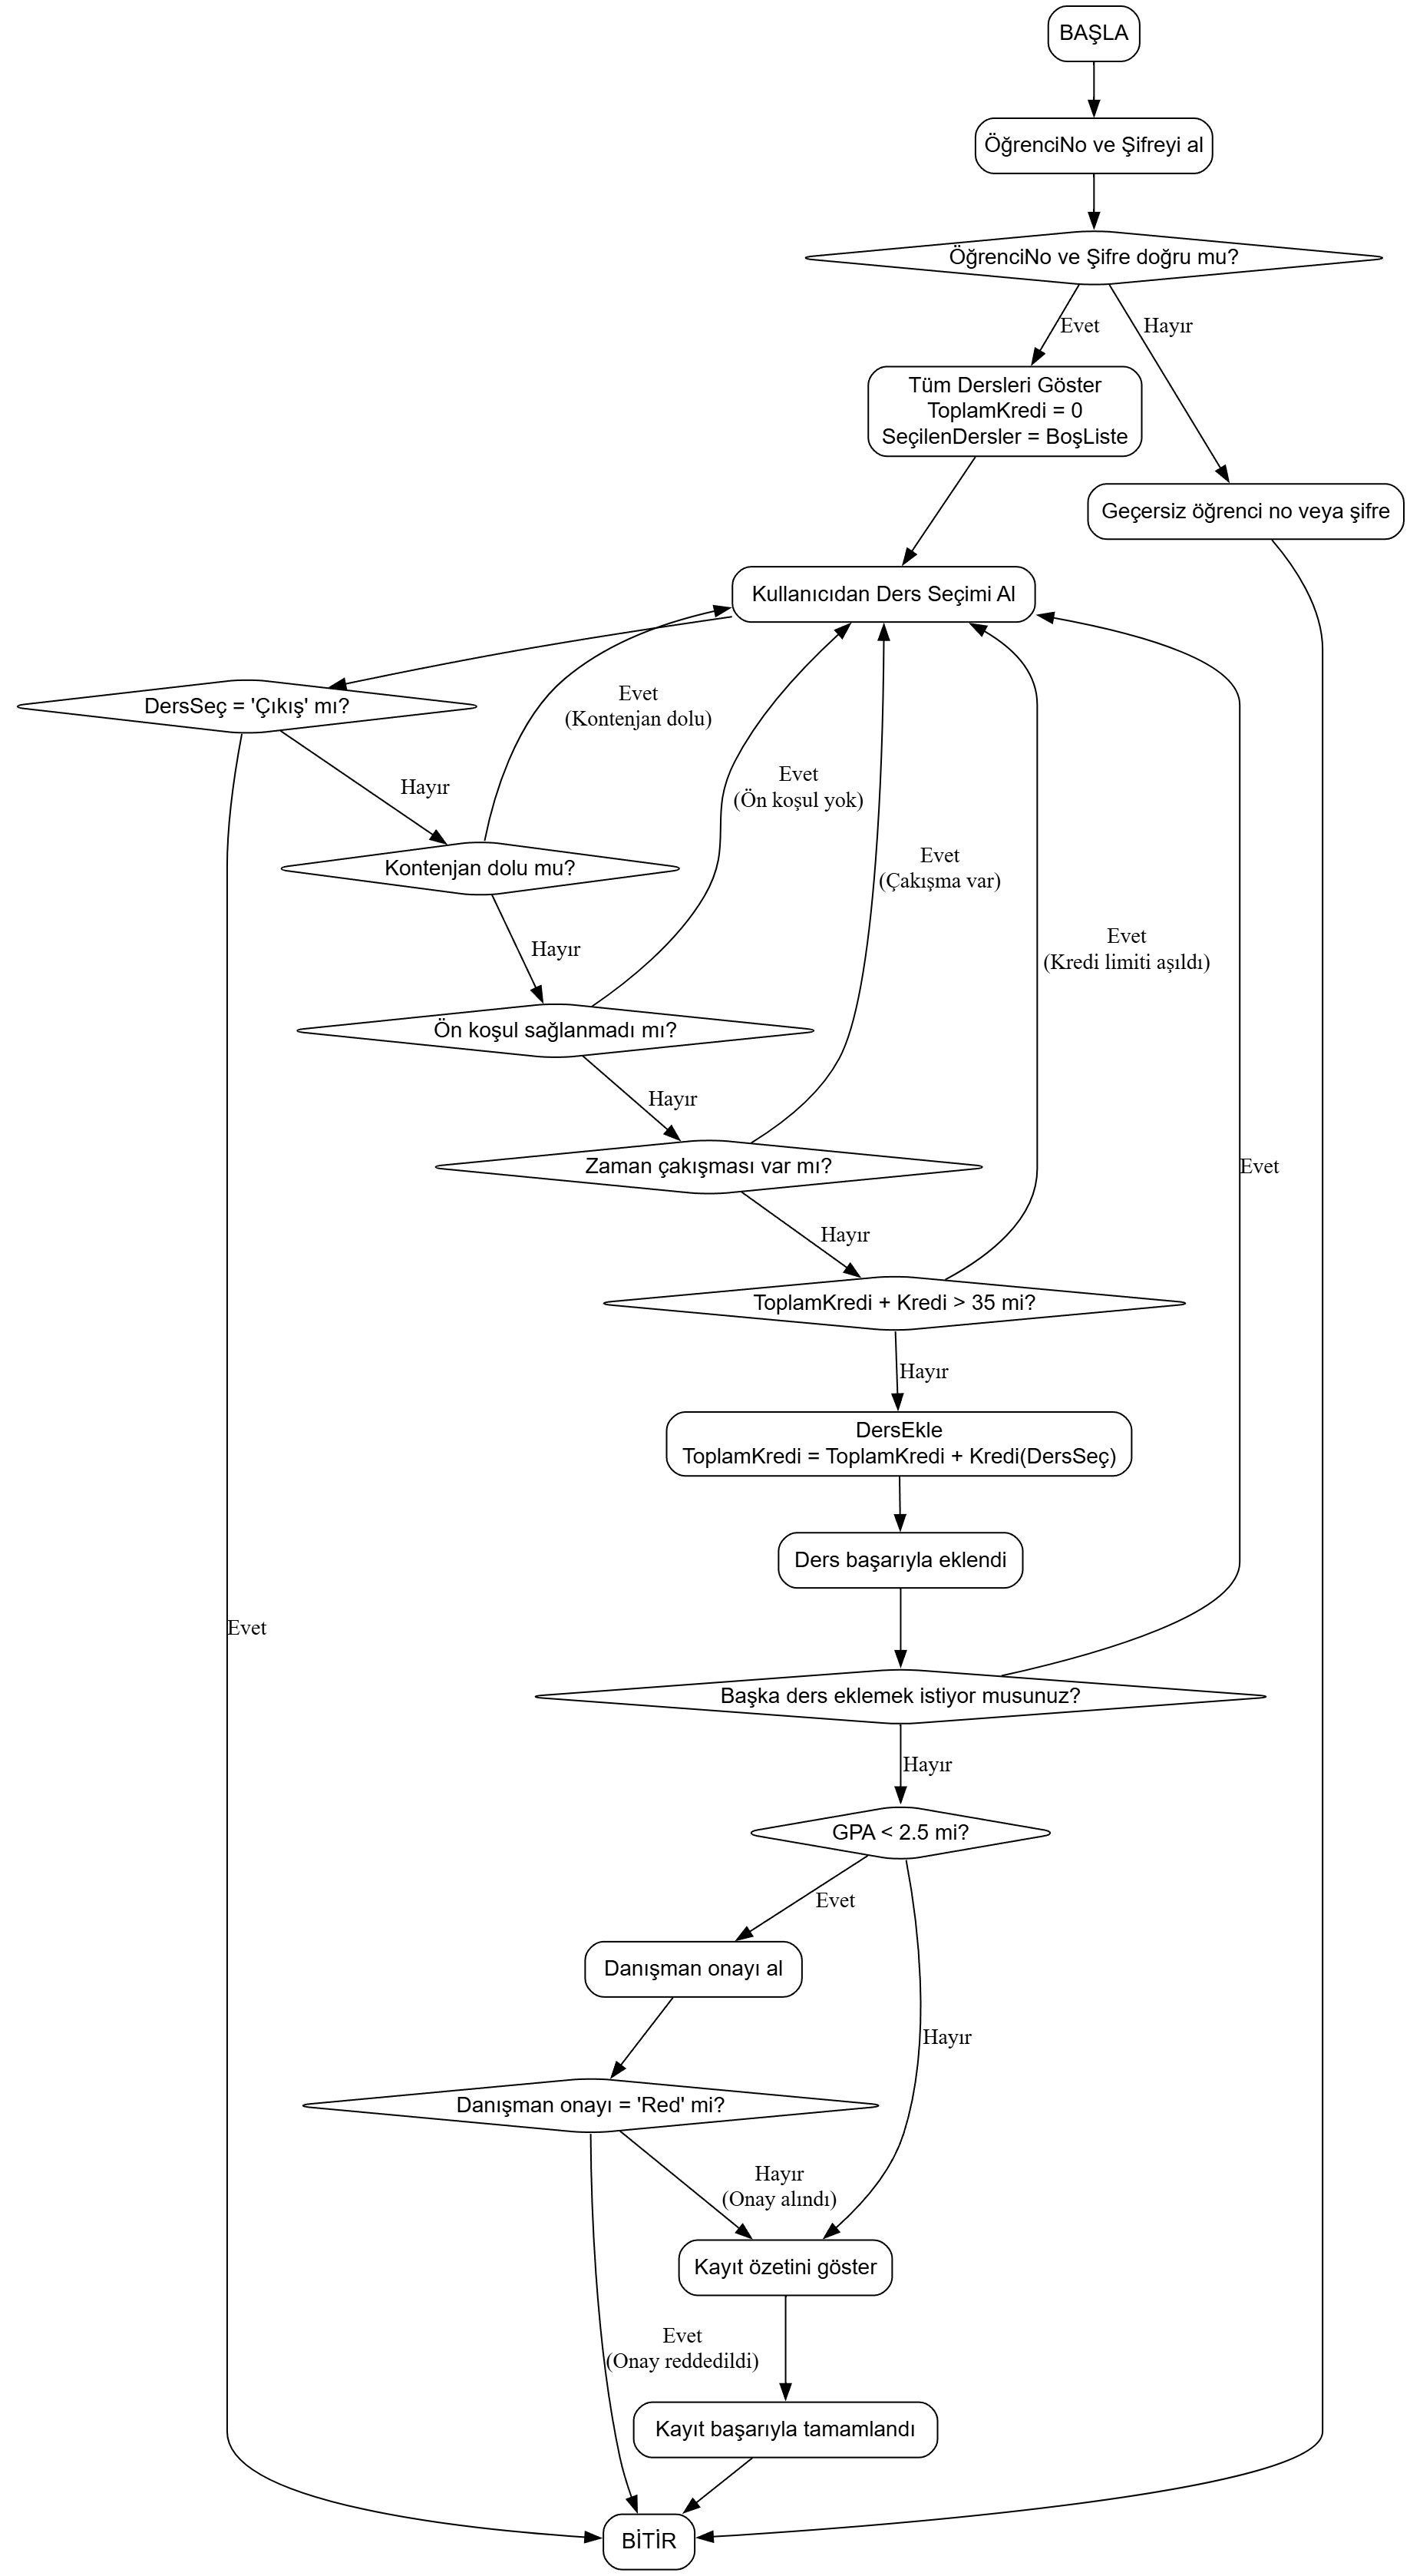 BAŞLA
ÖğrenciNo ve Şifreyi al
ÖğrenciNo ve Şifre doğru mu?
Evet
Hayır
Tüm Dersleri Göster
ToplamKredi = 0
SeçilenDersler = BoşListe
Geçersiz öğrenci no veya şifre
Kullanıcıdan Ders Seçimi Al
DersSeç = 'Çıkış' mı?
Evet
(Kontenjan dolu)
Hayır
Evet
(Ön koşul yok)
Kontenjan dolu mu?
Evet
(Çakışma var)
Hayır
Evet
(Kredi limiti aşıldı)
Ön koşul sağlanmadı mı?
Hayır
Zaman çakışması var mı?
Evet
Hayır
ToplamKredi + Kredi > 35 mi?
Hayır
DersEkle
ToplamKredi = ToplamKredi + Kredi(DersSeç)
Ders başarıyla eklendi
Evet
Başka ders eklemek istiyor musunuz?
Hayır
GPA < 2.5 mi?
Evet
Danışman onayı al
Hayır
Danışman onayı = 'Red' mi?
Hayır
(Onay alındı)
Kayıt özetini göster
Evet
(Onay reddedildi)
Kayıt başarıyla tamamlandı
BİTİR